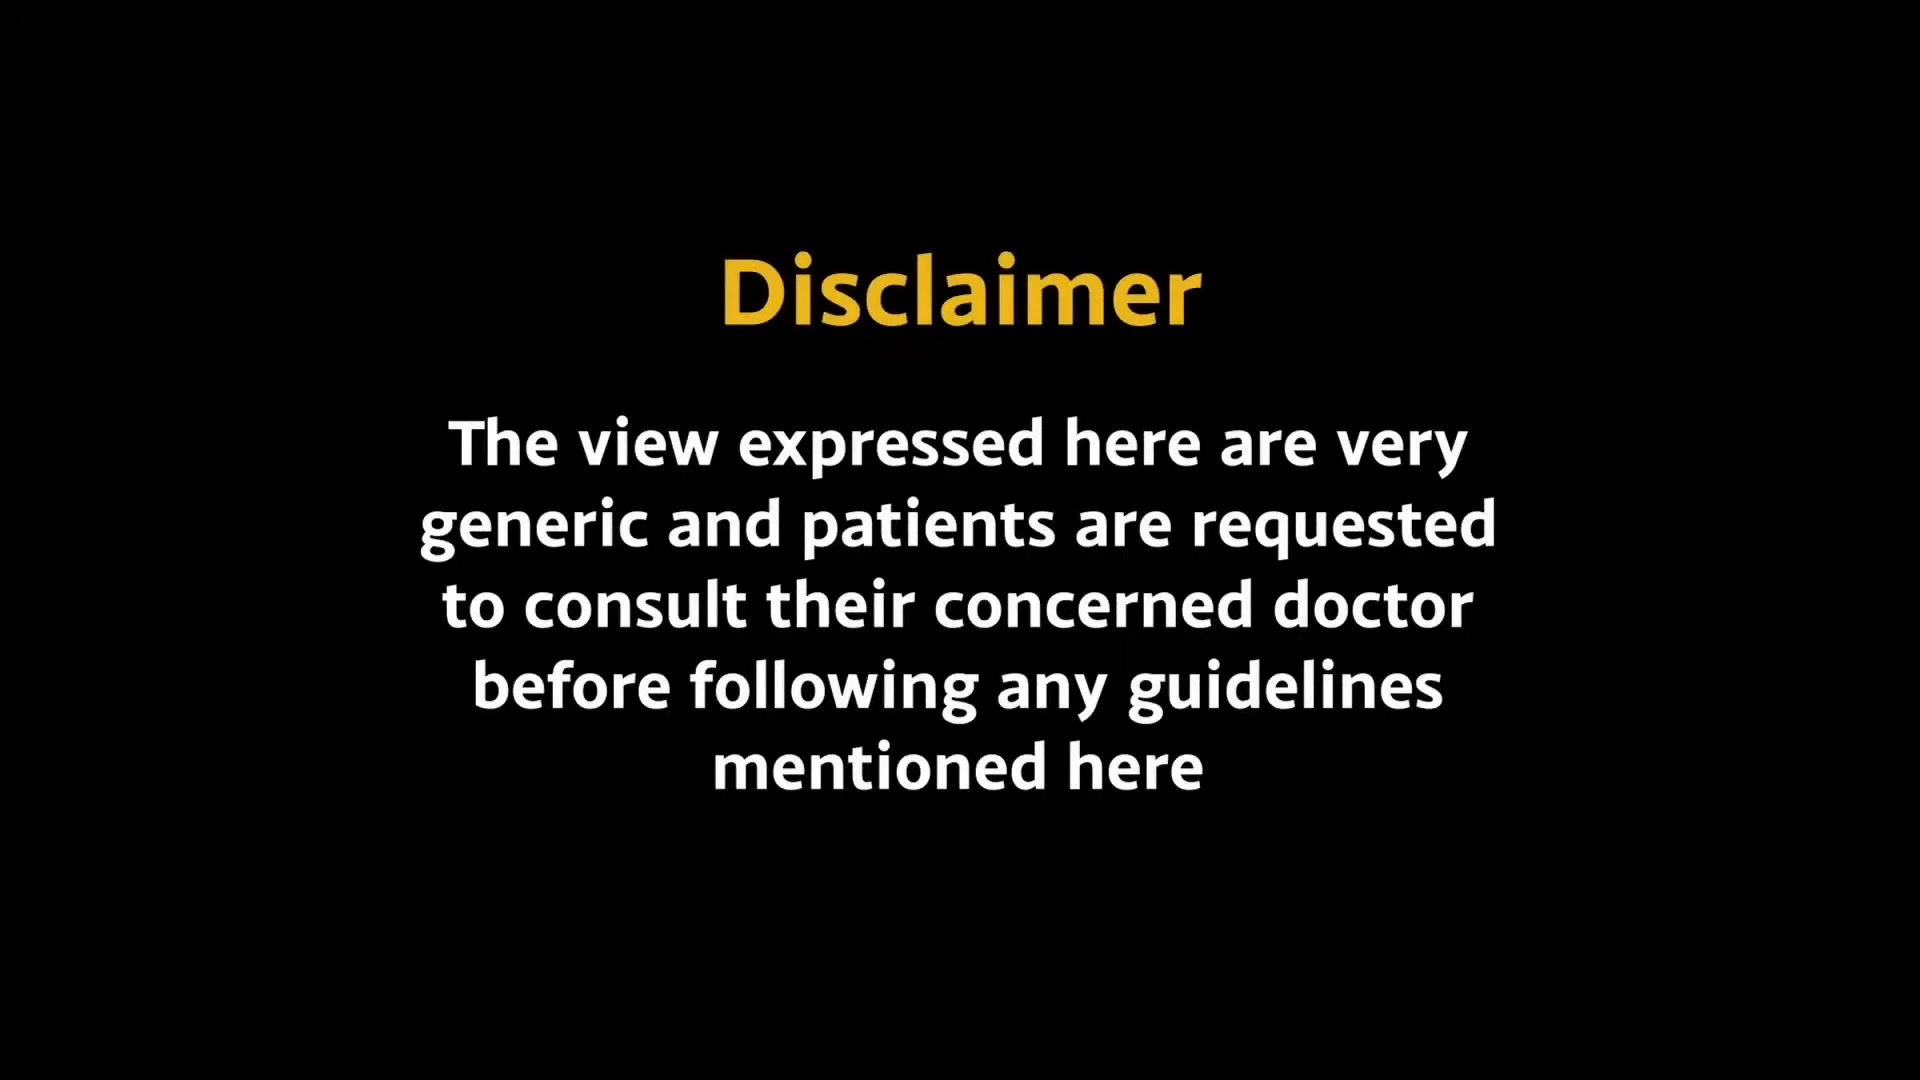 Disclaimer
The view expressed here are very
generic and patients are requested
to consult their concerned doctor
before following any guidelines
mentioned here